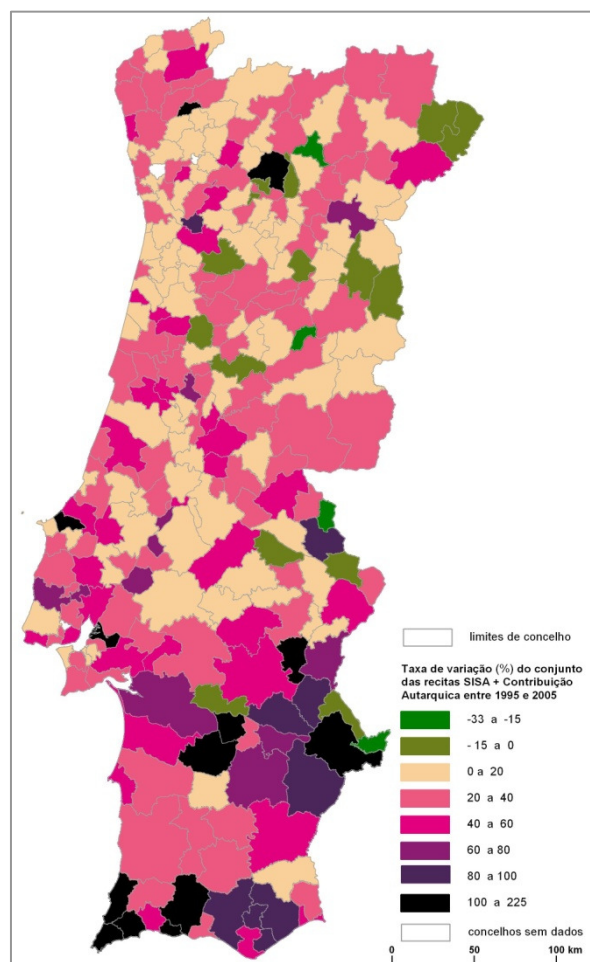 limites de concelho
Taxa de variação (%) do conjunto
das recitas SISA + Contribuição
Autarquica entre 1995 e 2005
-33 a -15
- 15 a 0
0 a 20
20 a 40
40 a 60
60 a 80
80 a 100
100 a 225
concelhos sem dados
0 50 100 km